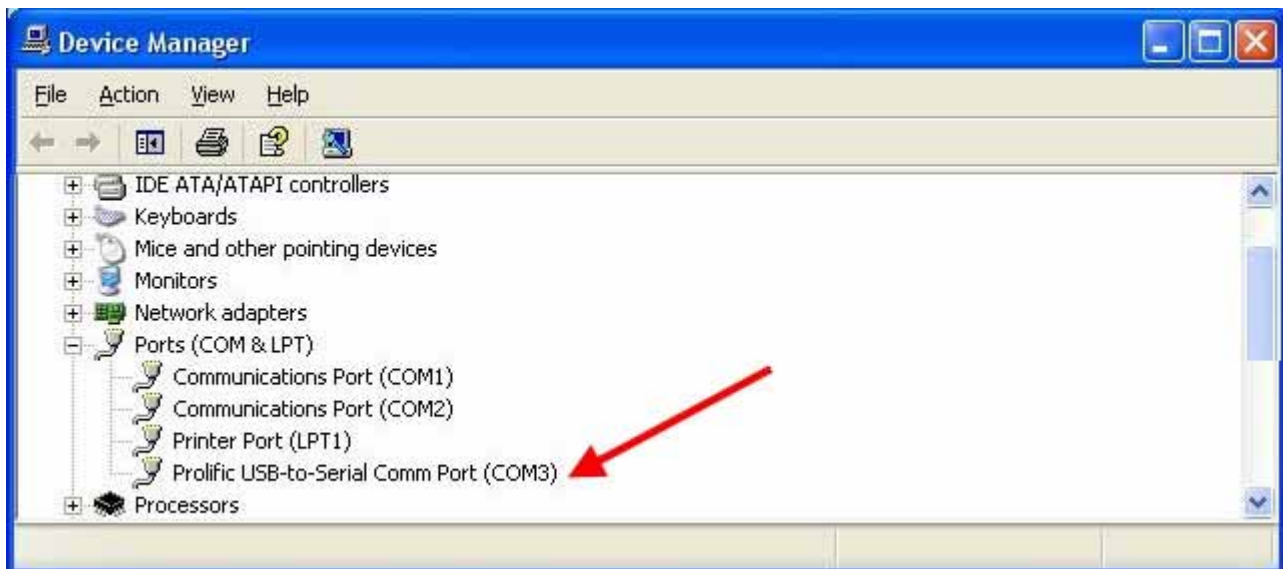 Device Manager
File Action View Help
IDE ATA/ATAPI controllers
Keyboards
Mice and other pointing devices
Monitors
Network adapters
Ports (COM & LPT)
Communications Port (COM1)
Communications Port (COM2)
Printer Port (LPT1)
Prolific USB-to-Serial Comm Port (COM3)
Processors